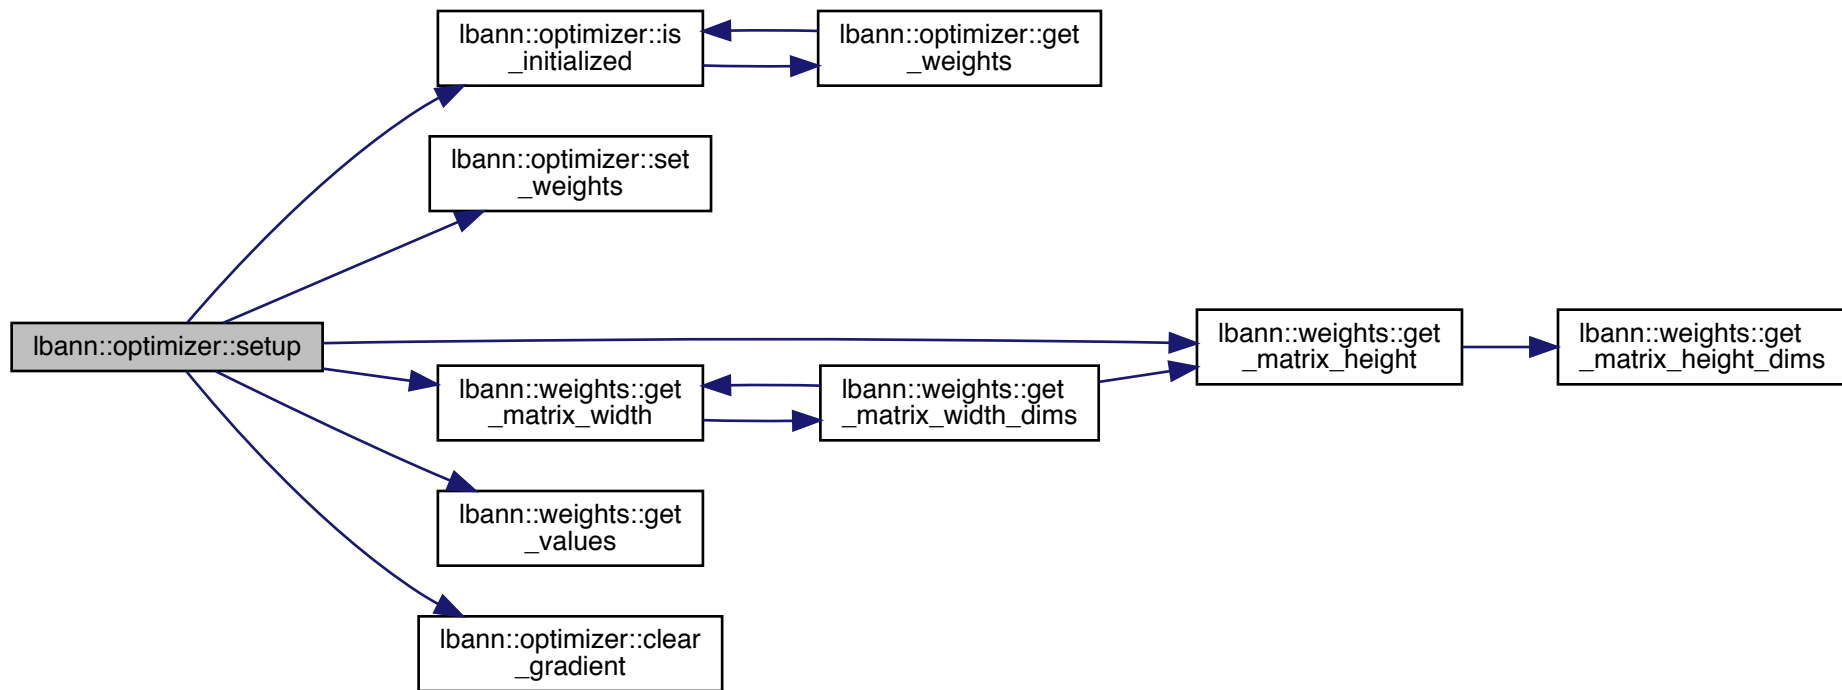 lbann::optimizer::is
_initialized
lbann::optimizer::get
_weights
lbann::optimizer::set
_weights
lbann::optimizer::setup
lbann::weights::get
_matrix_height
lbann::weights::get
_matrix_height_dims
lbann::weights::get
_matrix_width
lbann::weights::get
_matrix_width_dims
lbann::weights::get
_values
lbann::optimizer::clear
_gradient